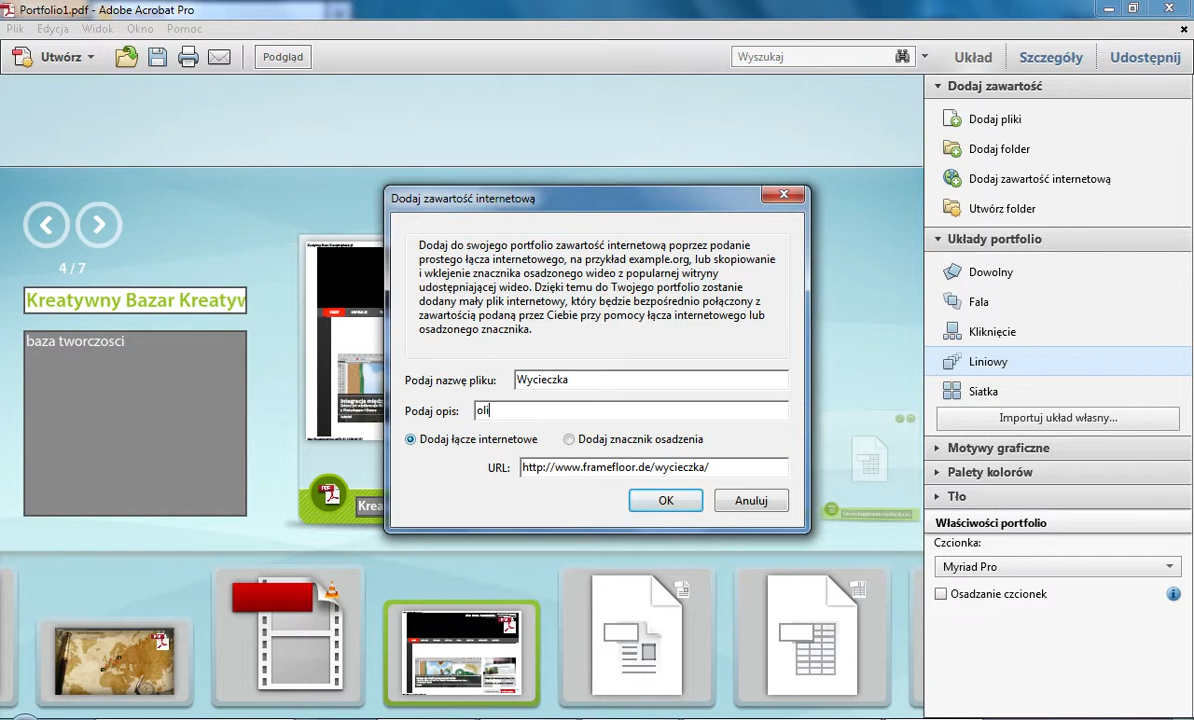 Portfolio1.pdf - Adobe Acrobat Pro
Plik Edycja Widok Okno Pomoc
Utwórz Podgląd Wyszukaj Układ Szczegóły Udostępnij
4 / 7
Kreatywny Bazar Kreatyw
baza tworczosci
Dodaj zawartość internetową
Dodaj do swojego portfolio zawartość internetową poprzez podanie
prostego łącza internetowego, na przykład example.org, lub skopiowanie
i wklejenie znacznika osadzonego wideo z popularnej witryny
udostępniającej wideo. Dzięki temu do Twojego portfolio zostanie
dodany mały plik internetowy, który będzie bezpośrednio połączony z
zawartością podaną przez Ciebie przy pomocy łącza internetowego lub
osadzonego znacznika.
Podaj nazwę pliku: Wycieczka
Podaj opis: oli
Dodaj łącze internetowe Dodaj znacznik osadzenia
URL: http://www.framefloor.de/wycieczka/
OK Anuluj
Krea
Dodaj zawartość
Dodaj pliki
Dodaj folder
Dodaj zawartość internetową
Utwórz folder
Układy portfolio
Dowolny
Fala
Kliknięcie
Liniowy
Siatka
Importuj układ własny...
Motywy graficzne
Palety kolorów
Tło
Właściwości portfolio
Czcionka:
Myriad Pro
Osadzanie czcionek